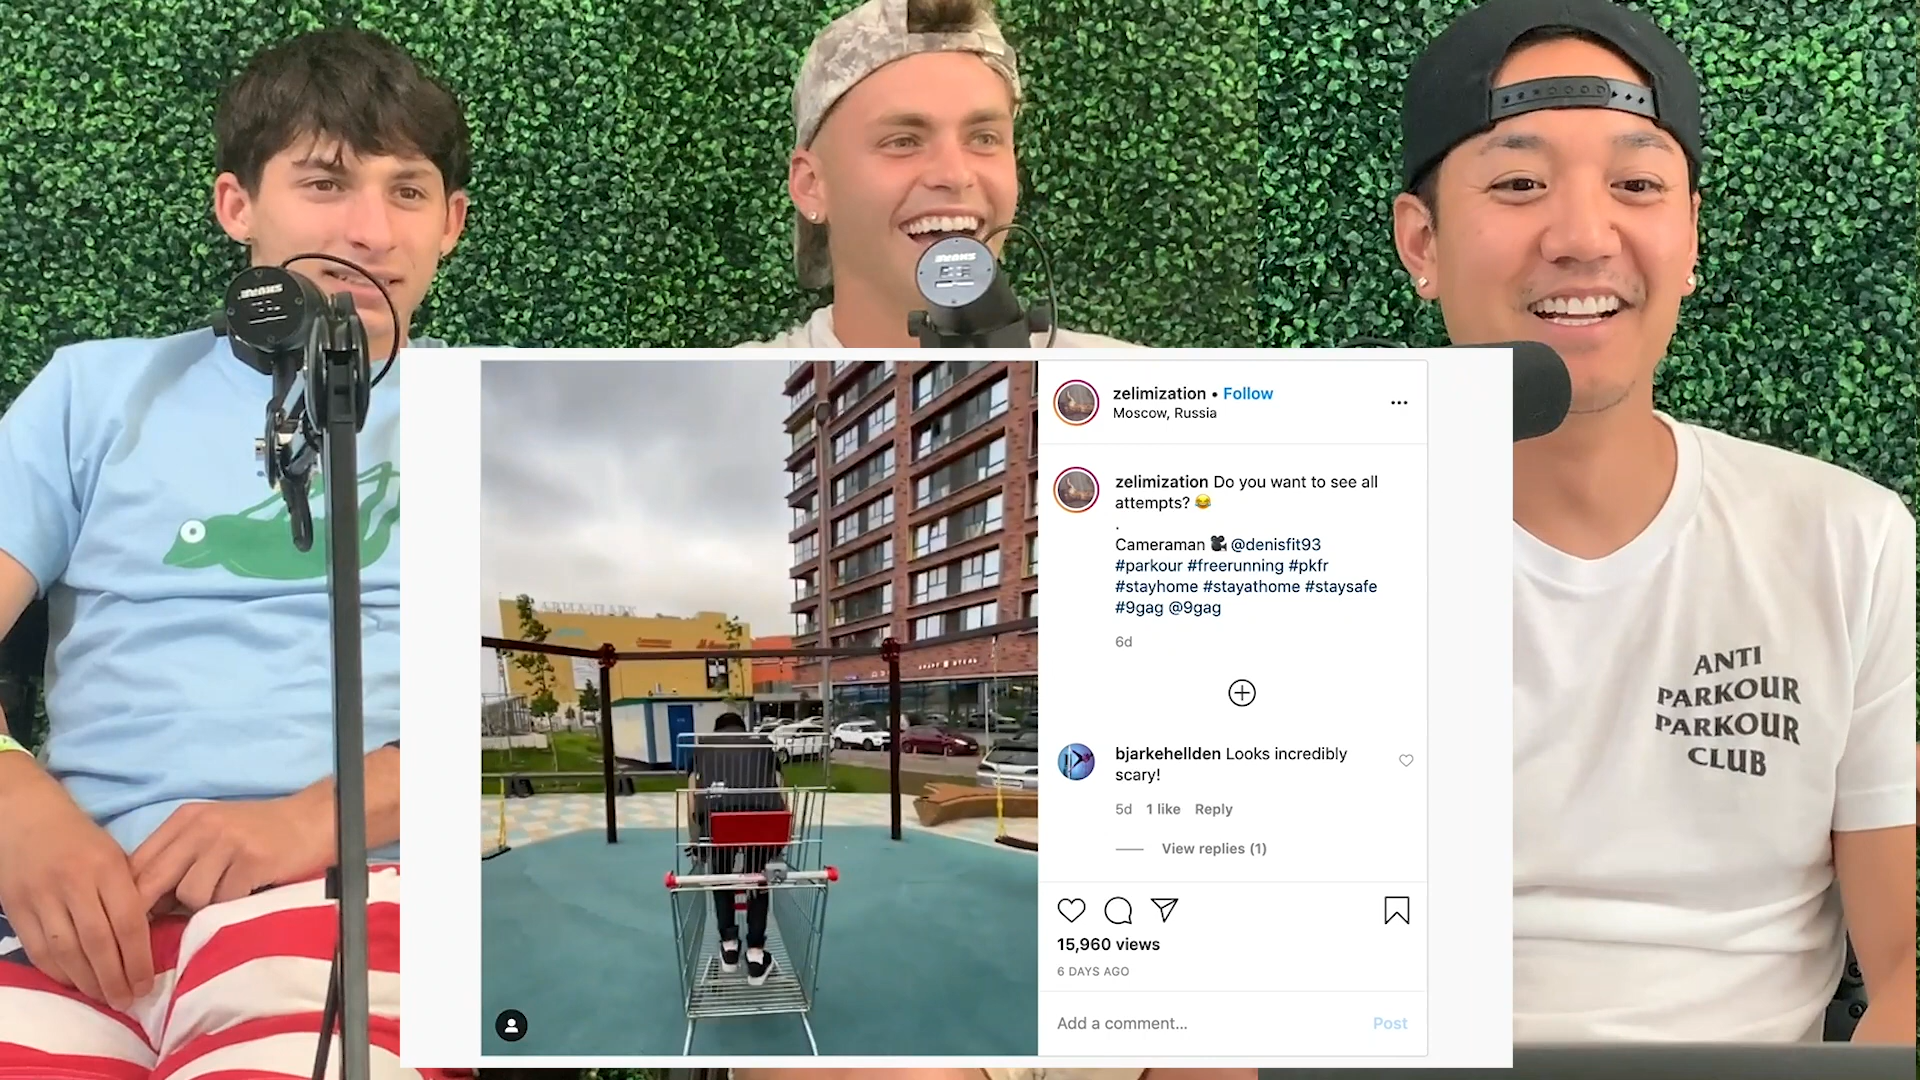 zelimization • Follow
Moscow, Russia
zelimization Do you want to see all
attempts? 😂
.
Cameraman 🎥 @denisfit93
#parkour #freerunning #pkfr
#stayhome #stayathome #staysafe
#9gag @9gag
6d
bjarkehellden Looks incredibly
scary!
5d 1 like Reply
View replies (1)
15,960 views
6 DAYS AGO
Add a comment...
Post
ANTI
PARKOUR
PARKOUR
CLUB